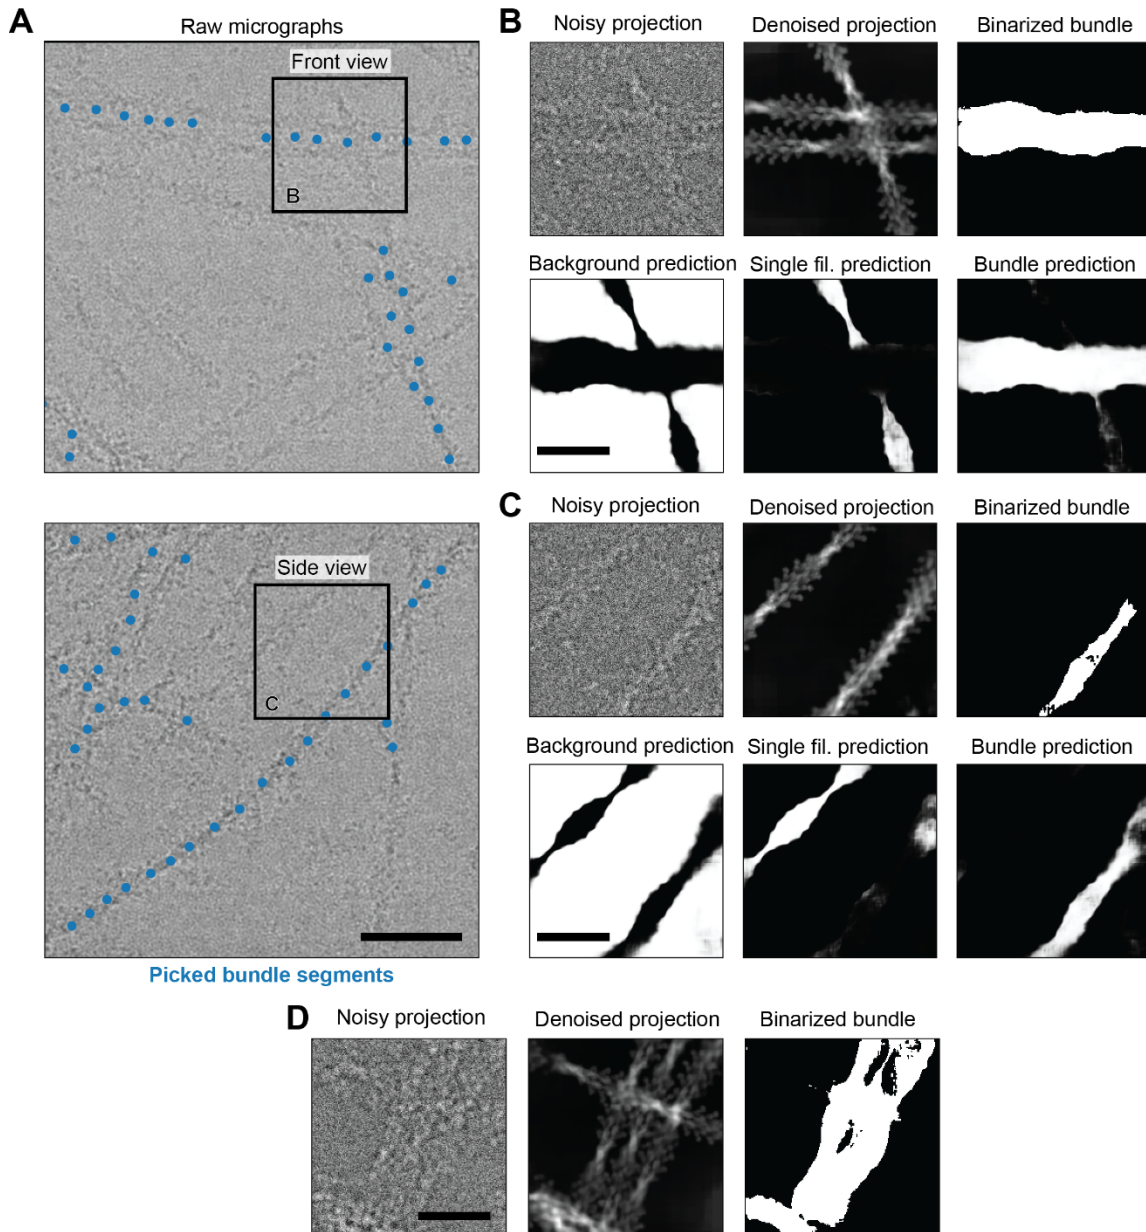 A
Raw micrographs
Front view
B
Side view
C
Picked bundle segments
B
Noisy projection
Denoised projection
Binarized bundle
Background prediction
Single fil. prediction
Bundle prediction
C
Noisy projection
Denoised projection
Binarized bundle
Background prediction
Single fil. prediction
Bundle prediction
D
Noisy projection
Denoised projection
Binarized bundle